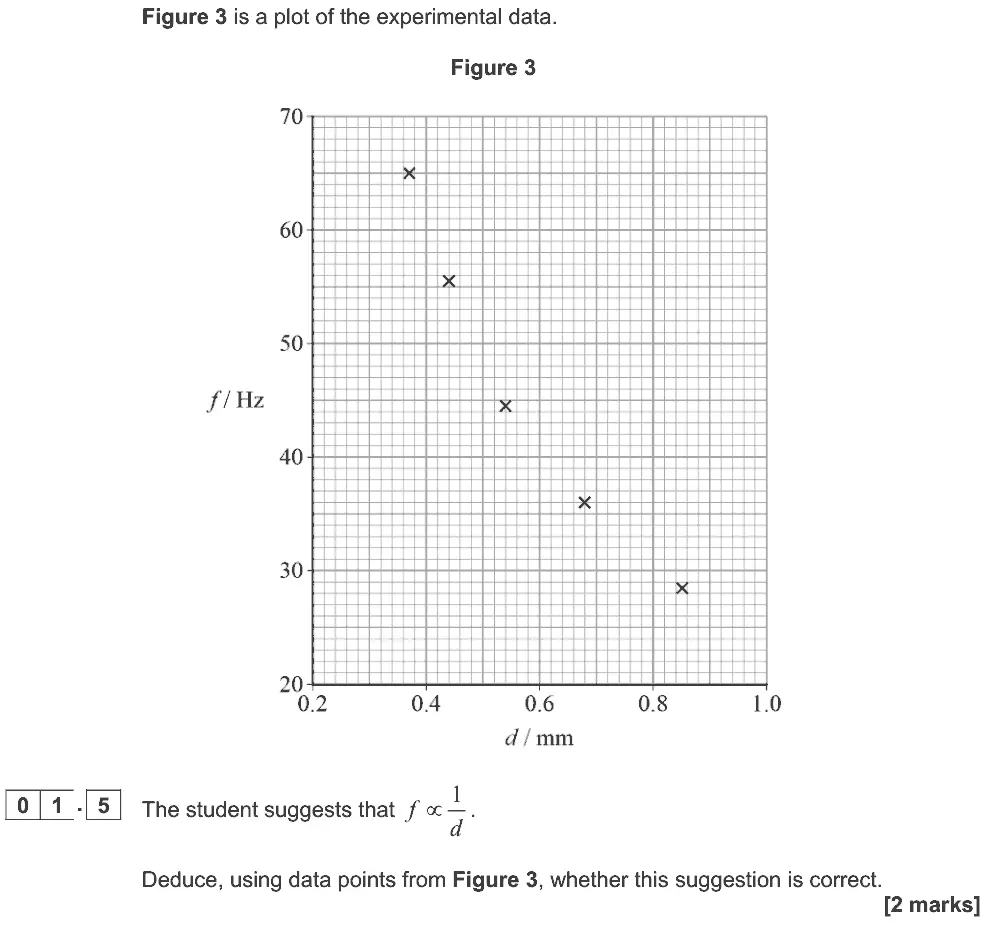 Figure 3 is a plot of the experimental data.
Figure 3
70
60
50
f / Hz
40
30
20
0.2 0.4 0.6 0.8 1.0
d / mm
0 1 . 5 The student suggests that f ∝ 1/d .
Deduce, using data points from Figure 3, whether this suggestion is correct.
[2 marks]